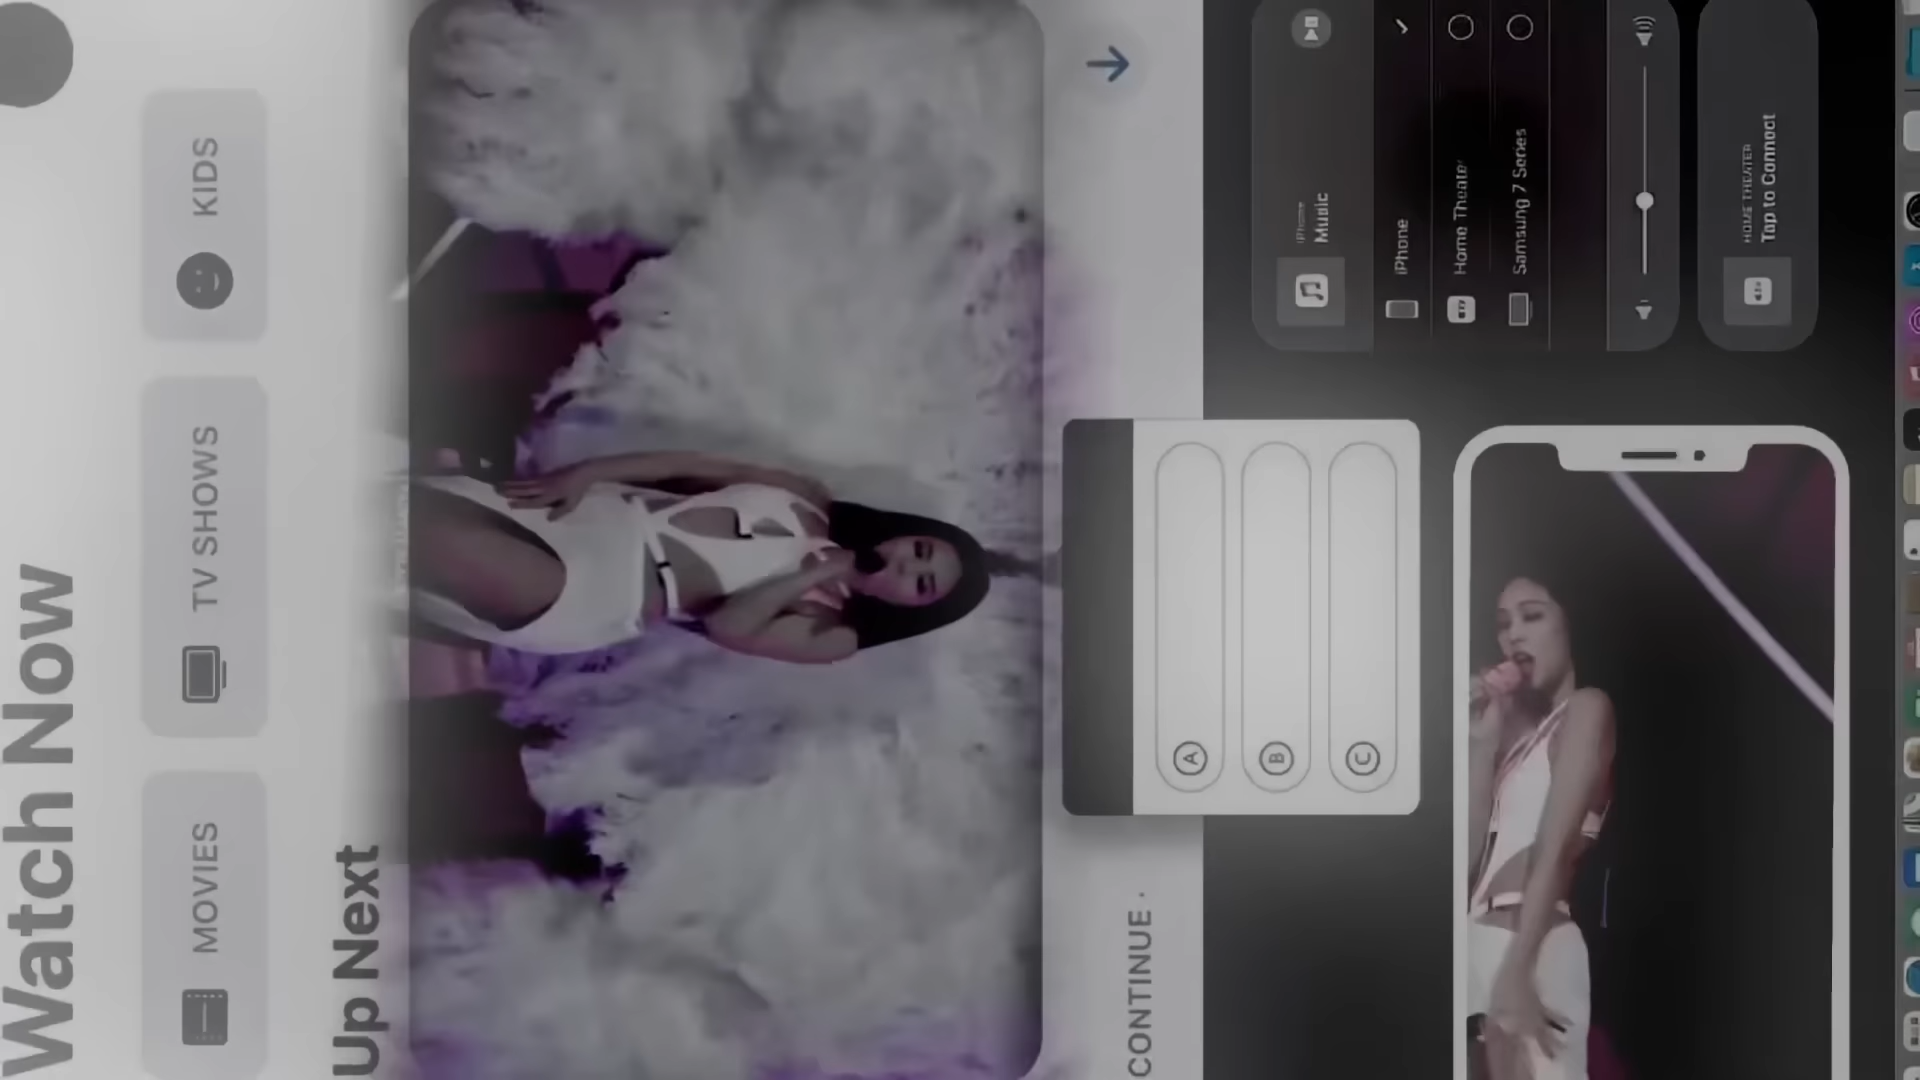 Watch Now
MOVIES
TV SHOWS
KIDS
Up Next
CONTINUE ·
iPhone
Music
iPhone
Home Theater
Samsung 7 Series
HOME THEATER
Tap to Connect
A
B
C